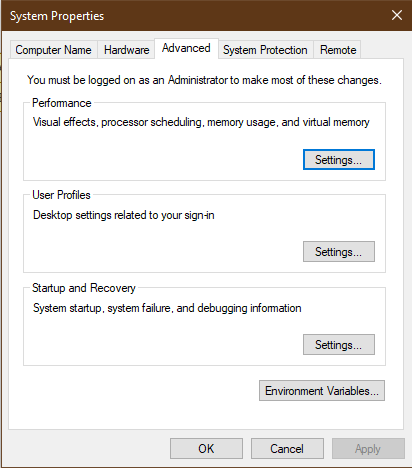 System Properties
Computer Name Hardware Advanced System Protection Remote
You must be logged on as an Administrator to make most of these changes.
Performance
Visual effects, processor scheduling, memory usage, and virtual memory
Settings...
User Profiles
Desktop settings related to your sign-in
Settings...
Startup and Recovery
System startup, system failure, and debugging information
Settings...
Environment Variables...
OK Cancel Apply